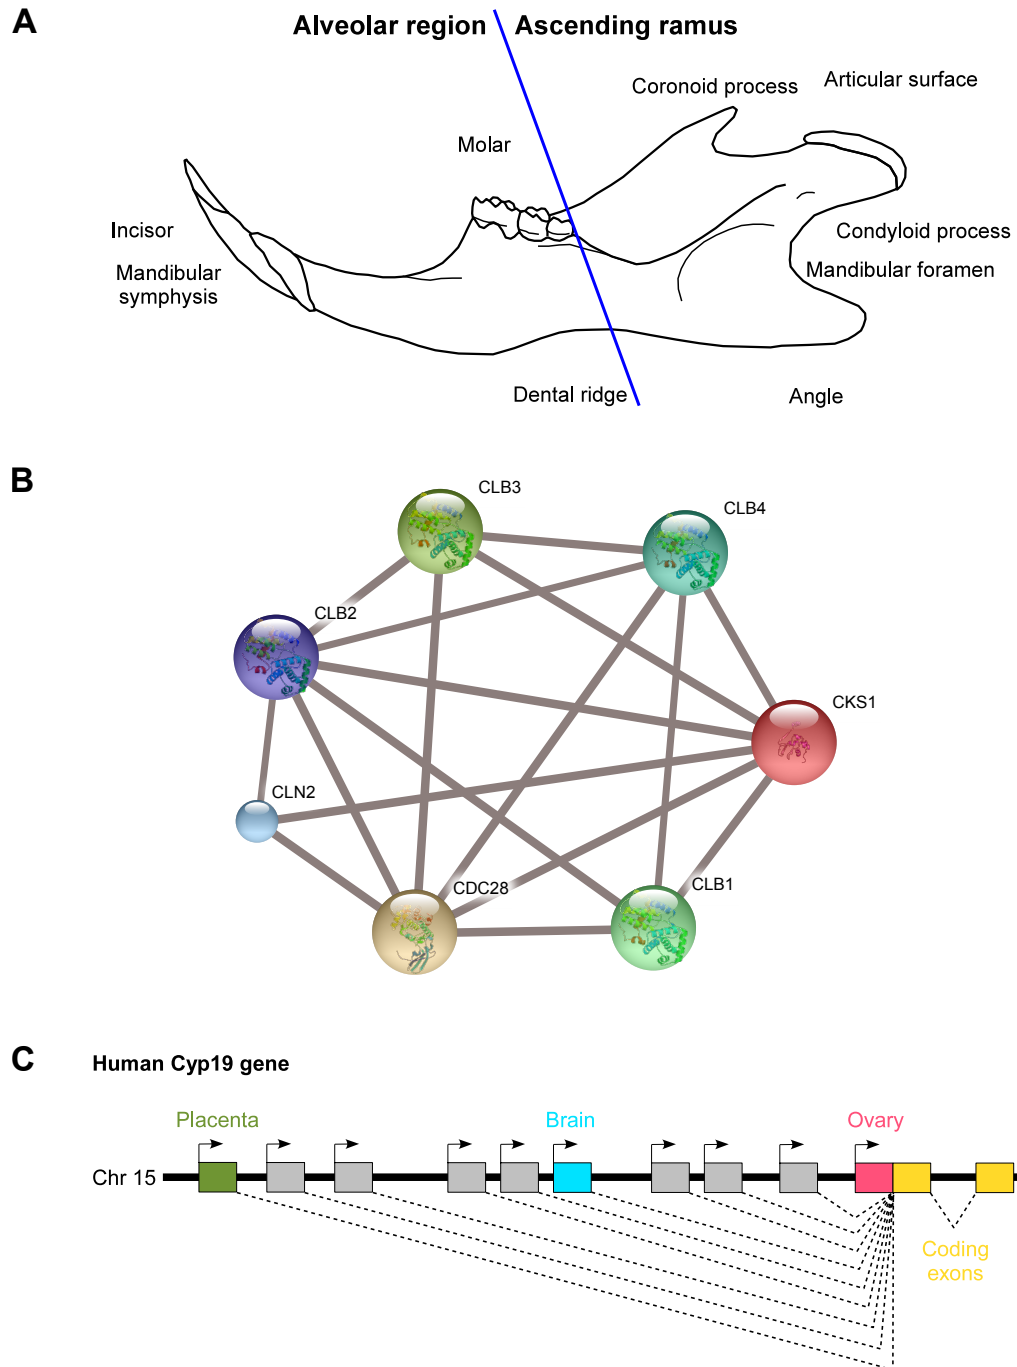 A
Alveolar region
Ascending ramus
Coronoid process
Articular surface
Molar
Incisor
Condyloid process
Mandibular
symphysis
Mandibular foramen
Dental ridge
Angle
B
CLB3
CLB4
CLB2
CKS1
CLN2
CDC28
CLB1
C
Human Cyp19 gene
Placenta
Brain
Ovary
Chr 15
Coding
exons